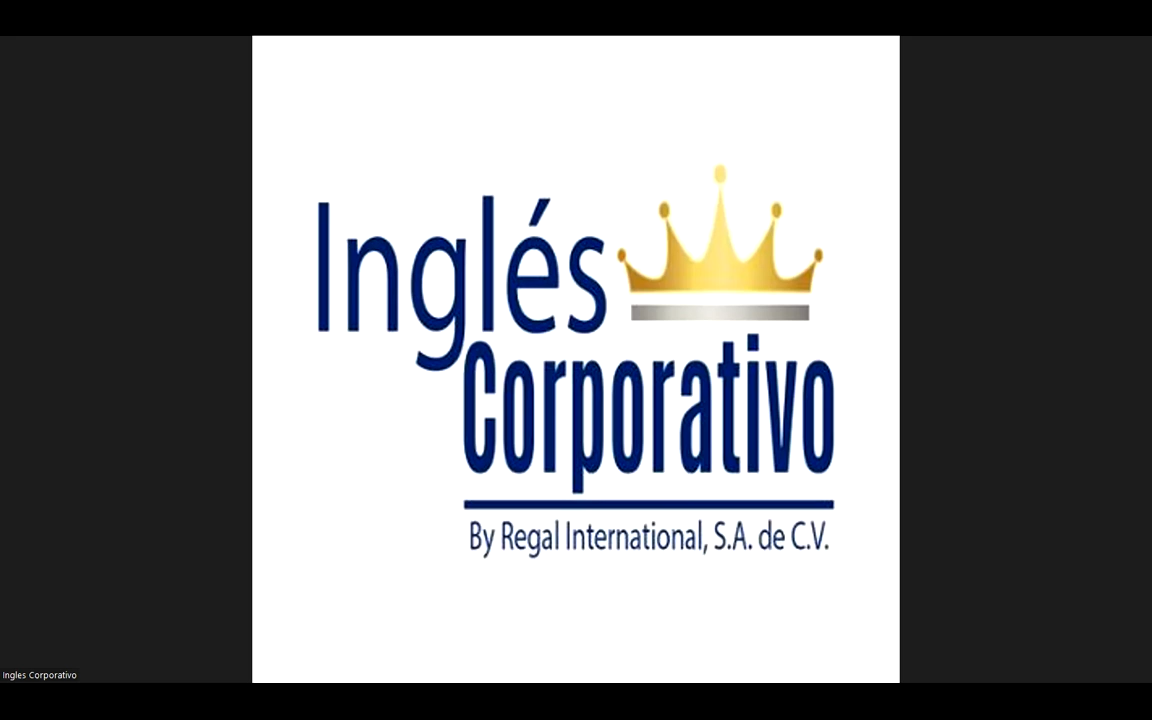 Inglés
Corporativo
By Regal International, S.A. de C.V.
Ingles Corporativo